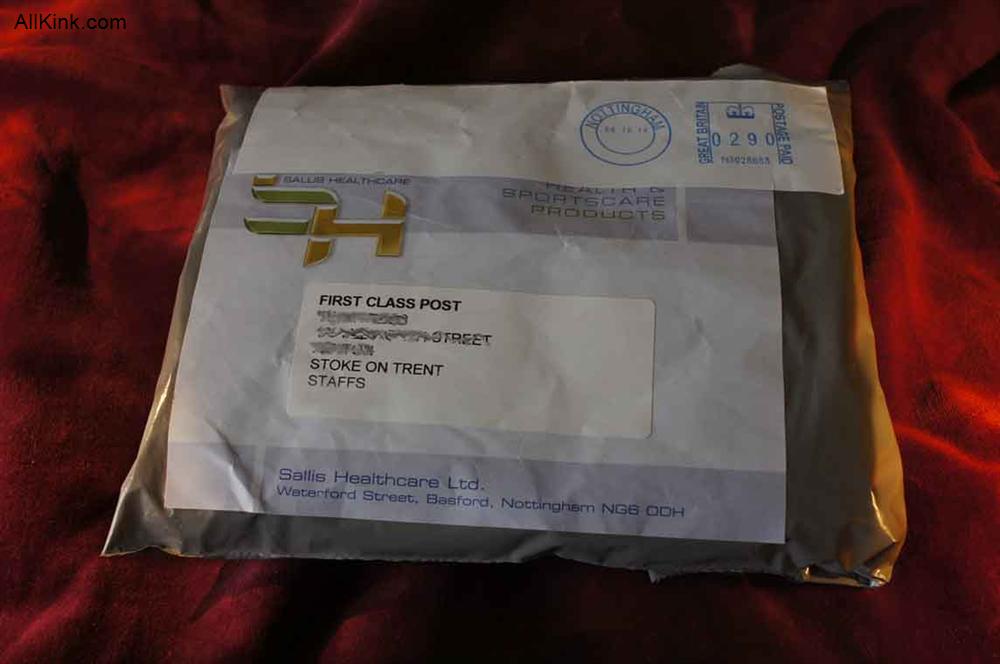 AllKink.com
NOTTINGHAM
GREAT BRITAIN
0290
POSTAGE PAID
SALLIS HEALTHCARE
SH
HEALTH &
SPORTSCARE
PRODUCTS
FIRST CLASS POST
STREET
STOKE ON TRENT
STAFFS
Sallis Healthcare Ltd.
Waterford Street, Basford, Nottingham NG6 0DH